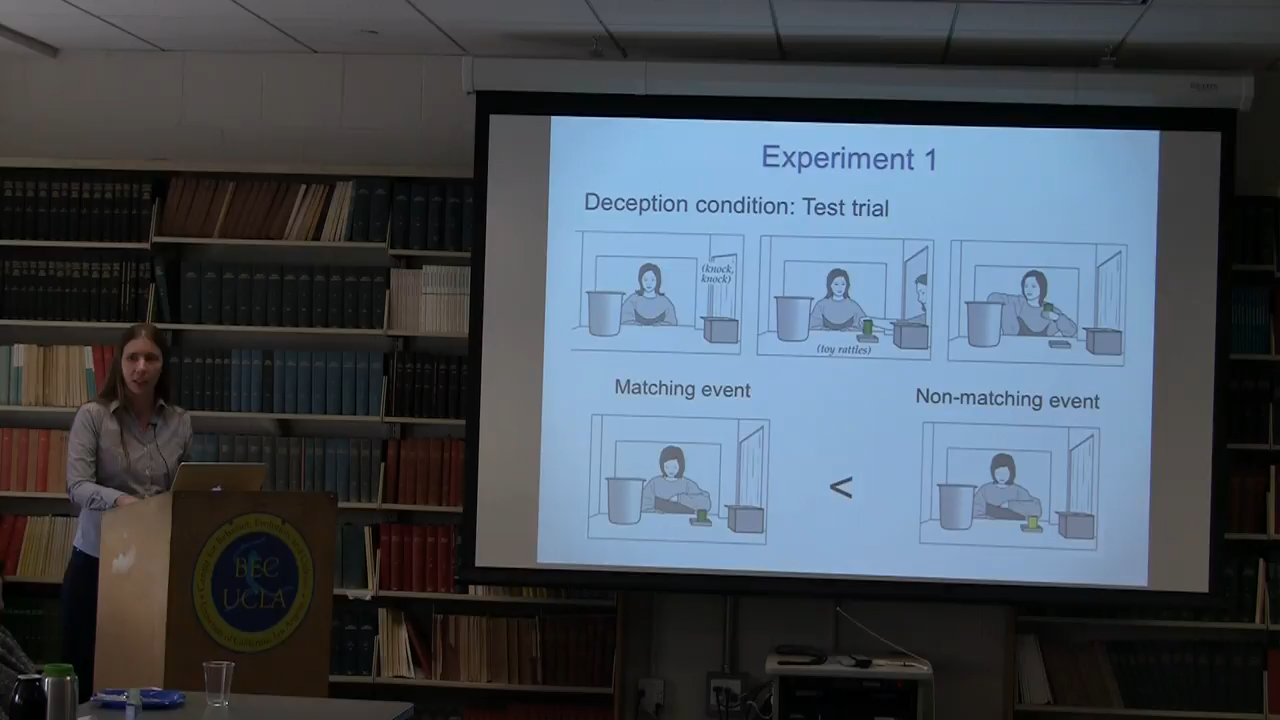 Experiment 1
Deception condition: Test trial
(knock,
knock)
(toy rattles)
Matching event
Non-matching event
<
BEC
UCLA